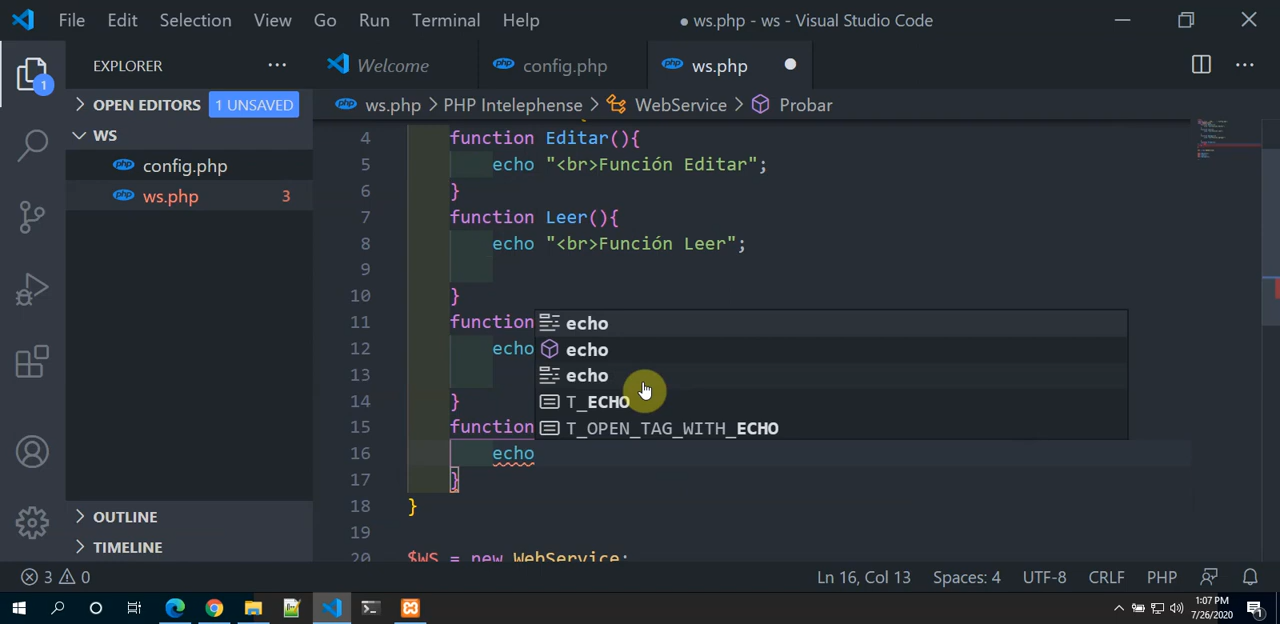 File Edit Selection View Go Run Terminal Help ● ws.php - ws - Visual Studio Code
EXPLORER ··· Welcome config.php ws.php ●
1
OPEN EDITORS 1 UNSAVED
php ws.php > PHP Intelephense > WebService > Probar
WS
config.php
ws.php 3
4 function Editar(){
5 echo "<br>Función Editar";
6 }
7 function Leer(){
8 echo "<br>Función Leer";
9
10 }
11 function
12 echo
13
14 }
15 function
16 echo
17 }
18 }
19
20 $WS = new WebService;
echo
echo
echo
T_ECHO
T_OPEN_TAG_WITH_ECHO
OUTLINE
TIMELINE
3 0 Ln 16, Col 13 Spaces: 4 UTF-8 CRLF PHP
1:07 PM
7/26/2020
1